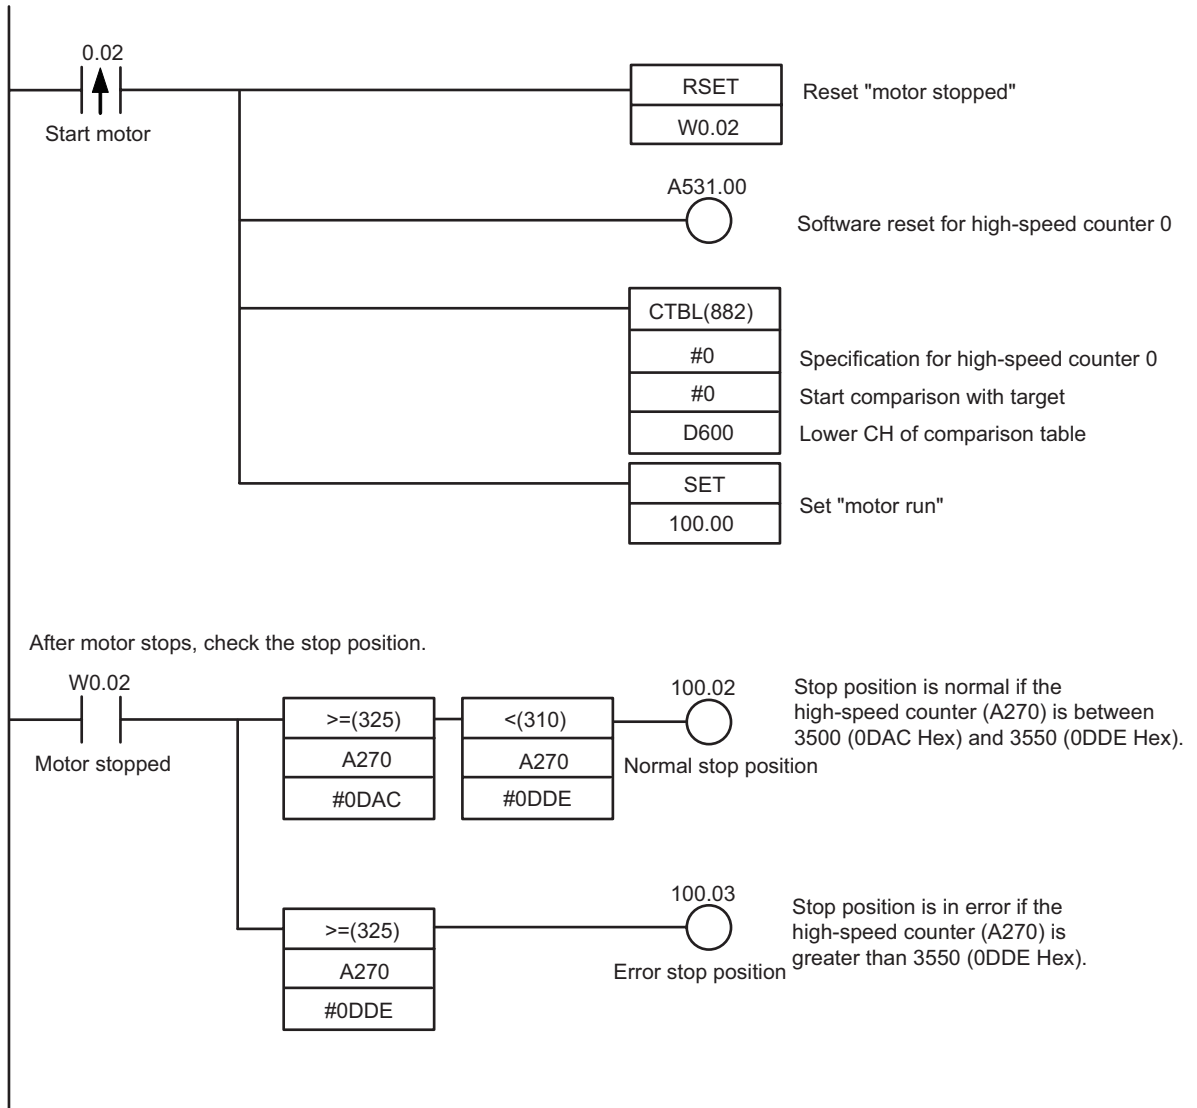 0.02
Start motor
RSET
W0.02
Reset "motor stopped"
A531.00
Software reset for high-speed counter 0
CTBL(882)
#0
Specification for high-speed counter 0
#0
Start comparison with target
D600
Lower CH of comparison table
SET
100.00
Set "motor run"
After motor stops, check the stop position.
W0.02
Motor stopped
>=(325)
A270
#0DAC
<(310)
A270
#0DDE
100.02
Normal stop position
Stop position is normal if the
high-speed counter (A270) is between
3500 (0DAC Hex) and 3550 (0DDE Hex).
>=(325)
A270
#0DDE
100.03
Error stop position
Stop position is in error if the
high-speed counter (A270) is
greater than 3550 (0DDE Hex).